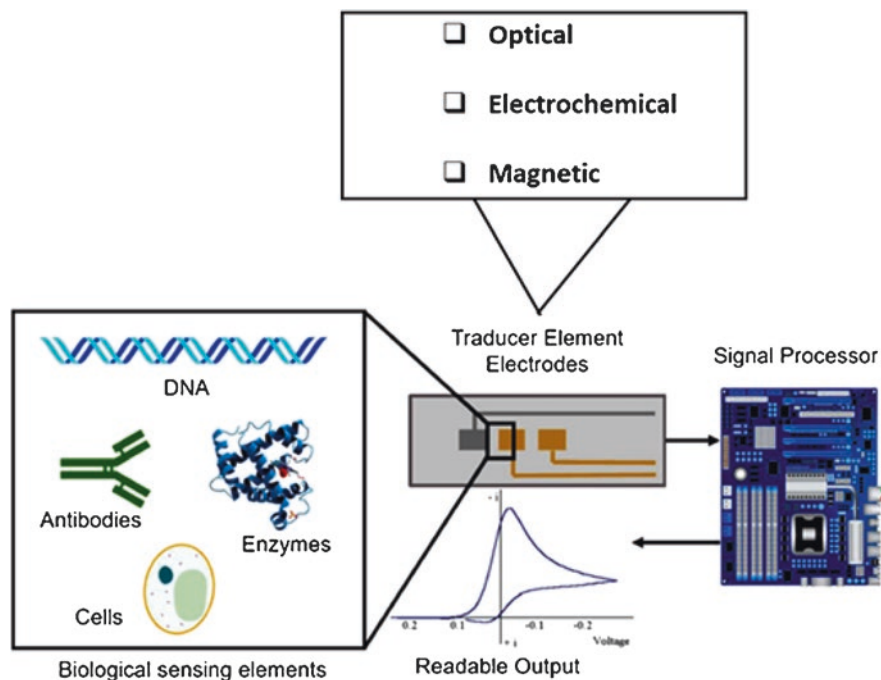 Optical
Electrochemical
Magnetic
Traducer Element
Electrodes
Signal Processor
DNA
Antibodies
Enzymes
Cells
Biological sensing elements
+ i
0.2 0.1 -0.1 -0.2
+ i Voltage
Readable Output